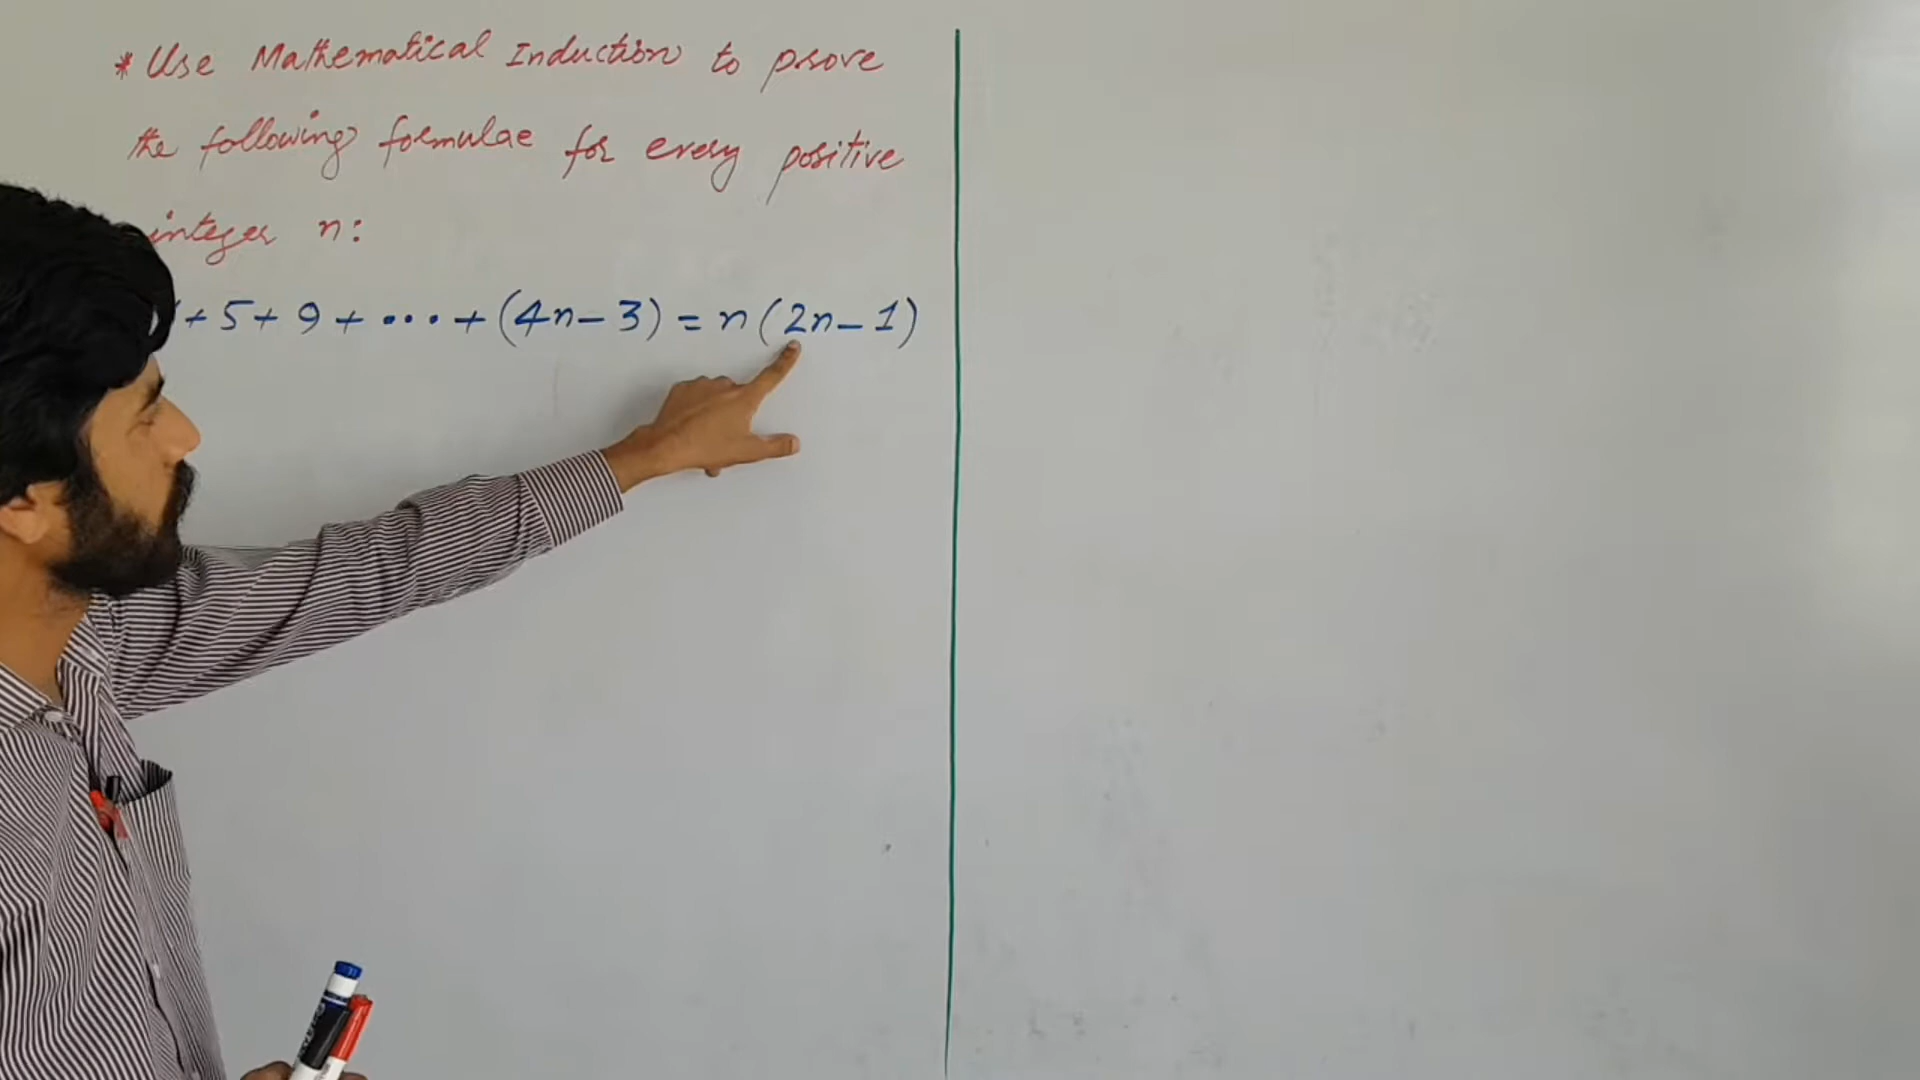 * Use Mathematical Induction to prove
the following formulae for every positive
integer n:
+ 5 + 9 + ... + (4n - 3) = n (2n - 1)